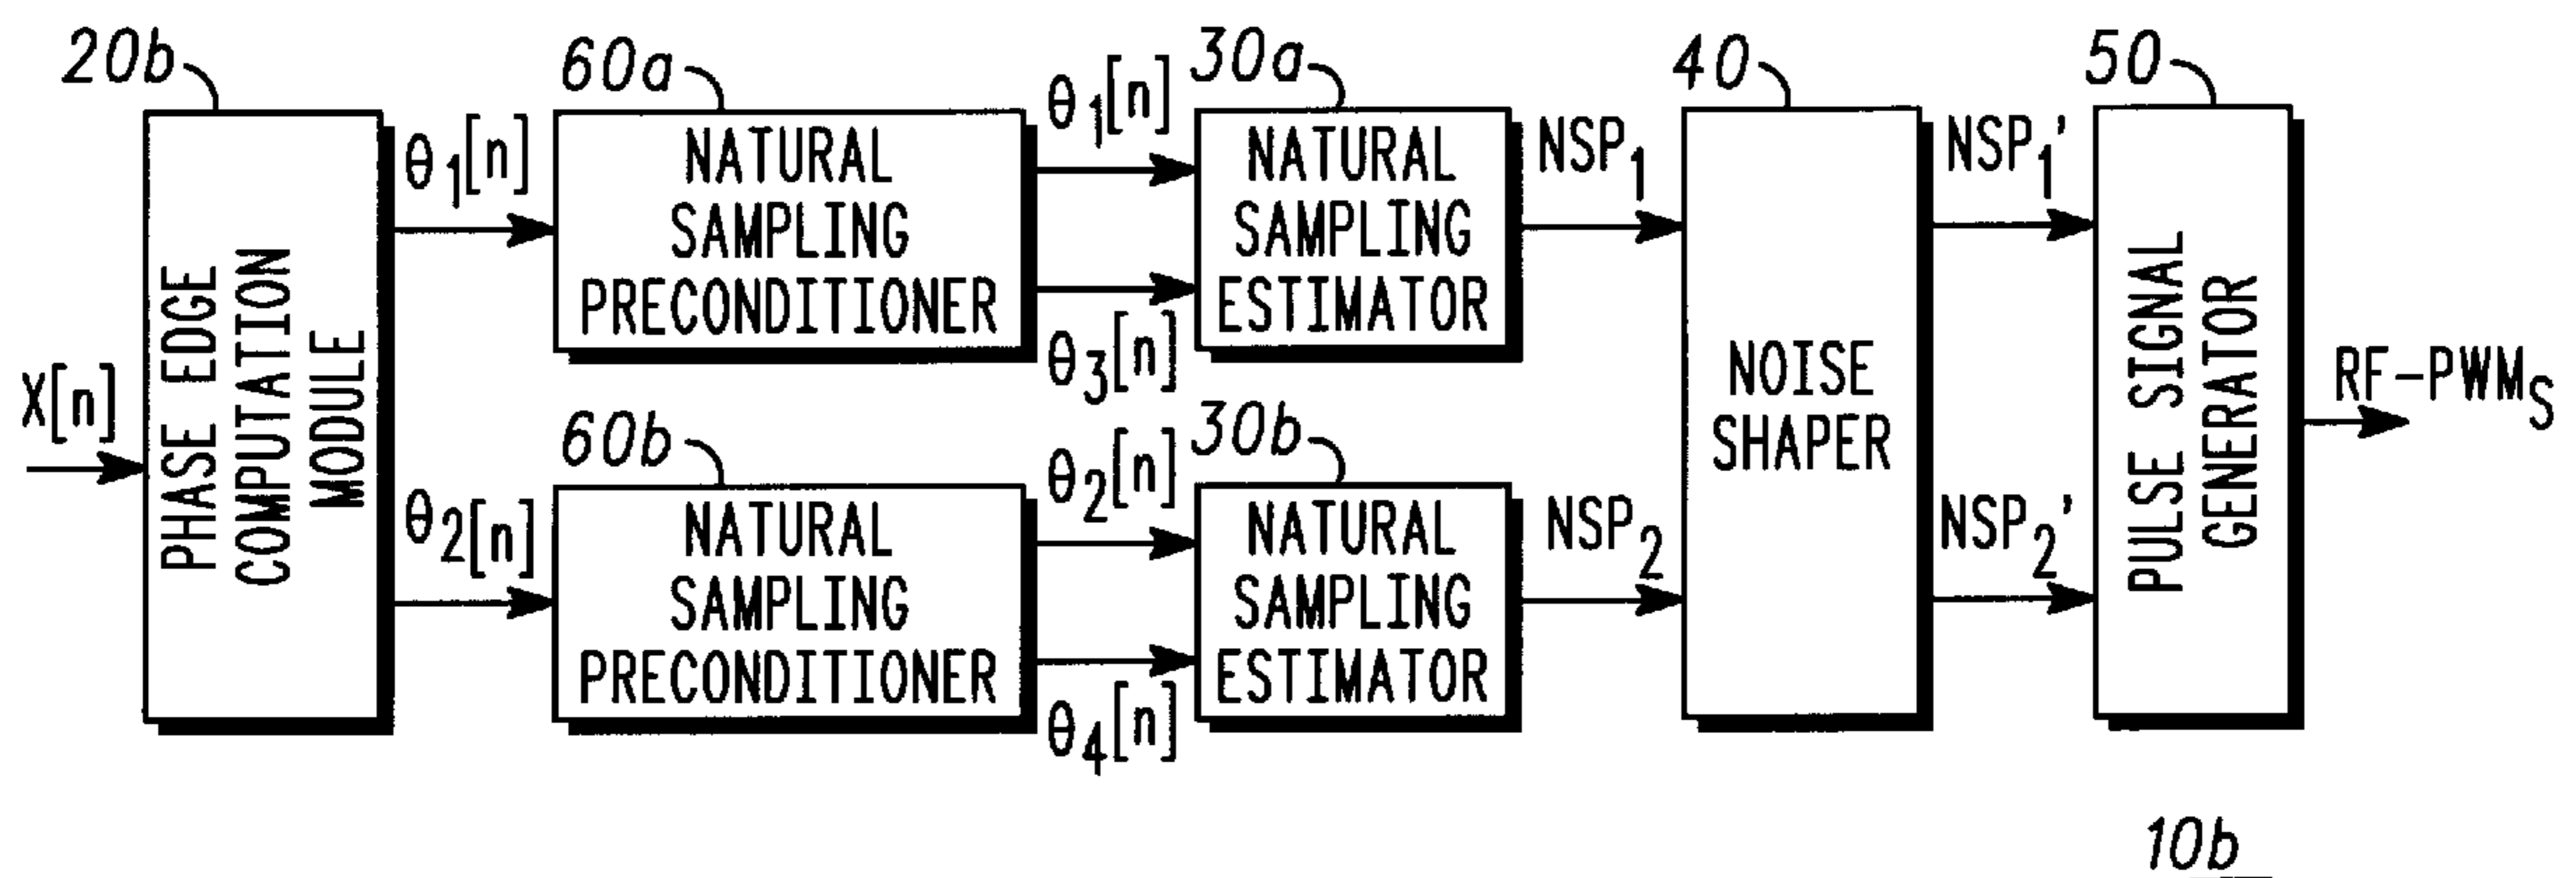 20b
60a
30a
40
50
X[n]
PHASE EDGE
COMPUTATION
MODULE
θ1[n]
NATURAL
SAMPLING
PRECONDITIONER
θ1[n]
θ3[n]
NATURAL
SAMPLING
ESTIMATOR
NSP1
θ2[n]
60b
NATURAL
SAMPLING
PRECONDITIONER
θ2[n]
θ4[n]
30b
NATURAL
SAMPLING
ESTIMATOR
NSP2
NOISE
SHAPER
NSP1'
NSP2'
PULSE SIGNAL
GENERATOR
RF-PWMS
10b